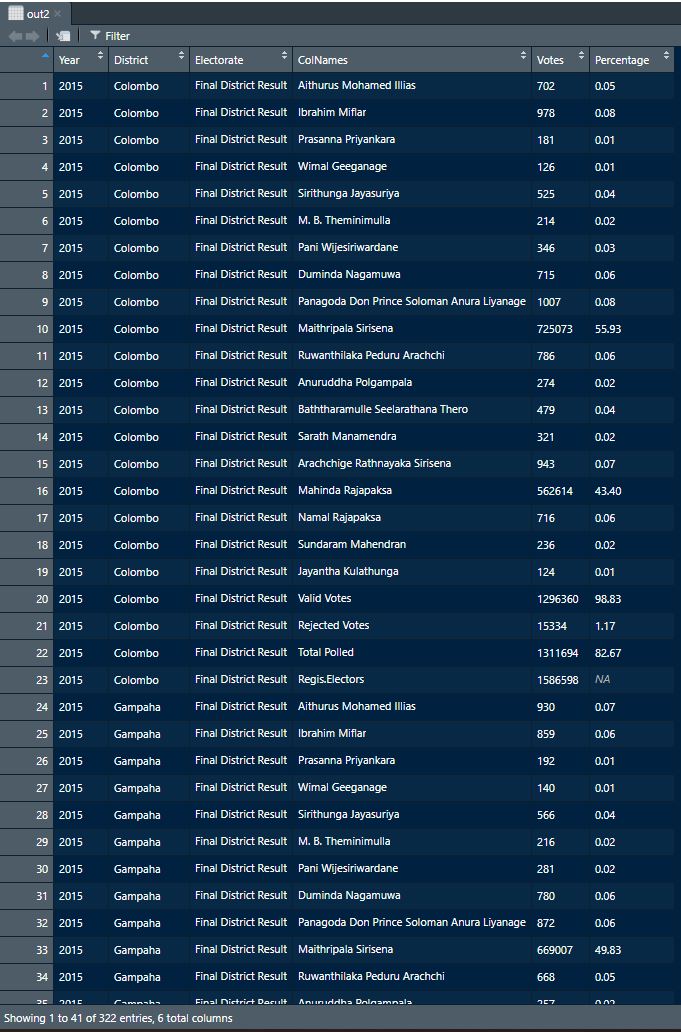 out2
Filter
Year District Electorate ColNames Votes Percentage
1 2015 Colombo Final District Result Aithurus Mohamed Illias 702 0.05
2 2015 Colombo Final District Result Ibrahim Miflar 978 0.08
3 2015 Colombo Final District Result Prasanna Priyankara 181 0.01
4 2015 Colombo Final District Result Wimal Geeganage 126 0.01
5 2015 Colombo Final District Result Sirithunga Jayasuriya 525 0.04
6 2015 Colombo Final District Result M. B. Theminimulla 214 0.02
7 2015 Colombo Final District Result Pani Wijesiriwardane 346 0.03
8 2015 Colombo Final District Result Duminda Nagamuwa 715 0.06
9 2015 Colombo Final District Result Panagoda Don Prince Soloman Anura Liyanage 1007 0.08
10 2015 Colombo Final District Result Maithripala Sirisena 725073 55.93
11 2015 Colombo Final District Result Ruwanthilaka Peduru Arachchi 786 0.06
12 2015 Colombo Final District Result Anuruddha Polgampala 274 0.02
13 2015 Colombo Final District Result Baththaramulle Seelarathana Thero 479 0.04
14 2015 Colombo Final District Result Sarath Manamendra 321 0.02
15 2015 Colombo Final District Result Arachchige Rathnayaka Sirisena 943 0.07
16 2015 Colombo Final District Result Mahinda Rajapaksa 562614 43.40
17 2015 Colombo Final District Result Namal Rajapaksa 716 0.06
18 2015 Colombo Final District Result Sundaram Mahendran 236 0.02
19 2015 Colombo Final District Result Jayantha Kulathunga 124 0.01
20 2015 Colombo Final District Result Valid Votes 1296360 98.83
21 2015 Colombo Final District Result Rejected Votes 15334 1.17
22 2015 Colombo Final District Result Total Polled 1311694 82.67
23 2015 Colombo Final District Result Regis.Electors 1586598 NA
24 2015 Gampaha Final District Result Aithurus Mohamed Illias 930 0.07
25 2015 Gampaha Final District Result Ibrahim Miflar 859 0.06
26 2015 Gampaha Final District Result Prasanna Priyankara 192 0.01
27 2015 Gampaha Final District Result Wimal Geeganage 140 0.01
28 2015 Gampaha Final District Result Sirithunga Jayasuriya 566 0.04
29 2015 Gampaha Final District Result M. B. Theminimulla 216 0.02
30 2015 Gampaha Final District Result Pani Wijesiriwardane 281 0.02
31 2015 Gampaha Final District Result Duminda Nagamuwa 780 0.06
32 2015 Gampaha Final District Result Panagoda Don Prince Soloman Anura Liyanage 872 0.06
33 2015 Gampaha Final District Result Maithripala Sirisena 669007 49.83
34 2015 Gampaha Final District Result Ruwanthilaka Peduru Arachchi 668 0.05
35 2015 Gampaha Final District Result Anuruddha Polgampala 257 0.02
Showing 1 to 41 of 322 entries, 6 total columns